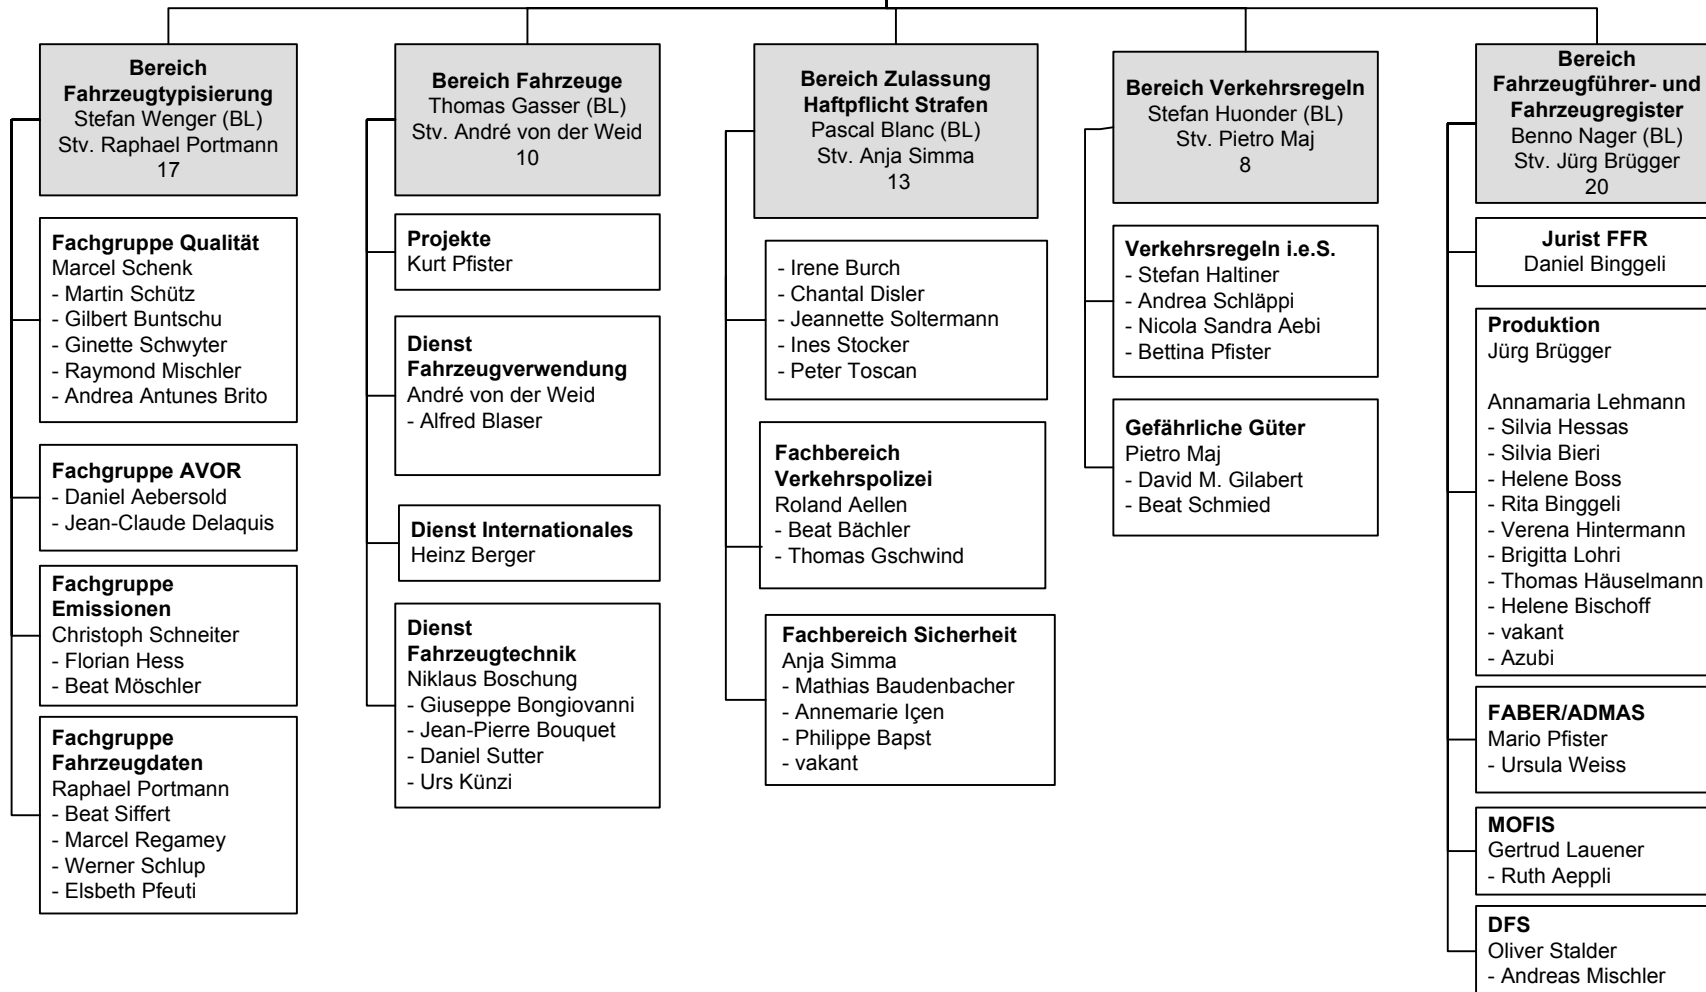 Bereich
Fahrzeugtypisierung
Stefan Wenger (BL)
Stv. Raphael Portmann
17
Fachgruppe Qualität
Marcel Schenk
- Martin Schütz
- Gilbert Buntschu
- Ginette Schwyter
- Raymond Mischler
- Andrea Antunes Brito
Fachgruppe AVOR
- Daniel Aebersold
- Jean-Claude Delaquis
Fachgruppe
Emissionen
Christoph Schneiter
- Florian Hess
- Beat Möschler
Fachgruppe
Fahrzeugdaten
Raphael Portmann
- Beat Siffert
- Marcel Regamey
- Werner Schlup
- Elsbeth Pfeuti
Bereich Fahrzeuge
Thomas Gasser (BL)
Stv. André von der Weid
10
Projekte
Kurt Pfister
Dienst
Fahrzeugverwendung
André von der Weid
- Alfred Blaser
Dienst Internationales
Heinz Berger
Dienst
Fahrzeugtechnik
Niklaus Boschung
- Giuseppe Bongiovanni
- Jean-Pierre Bouquet
- Daniel Sutter
- Urs Künzi
Bereich Zulassung
Haftpflicht Strafen
Pascal Blanc (BL)
Stv. Anja Simma
13
- Irene Burch
- Chantal Disler
- Jeannette Soltermann
- Ines Stocker
- Peter Toscan
Fachbereich
Verkehrspolizei
Roland Aellen
- Beat Bächler
- Thomas Gschwind
Fachbereich Sicherheit
Anja Simma
- Mathias Baudenbacher
- Annemarie Içen
- Philippe Bapst
- vakant
Bereich Verkehrsregeln
Stefan Huonder (BL)
Stv. Pietro Maj
8
Verkehrsregeln i.e.S.
- Stefan Haltiner
- Andrea Schläppi
- Nicola Sandra Aebi
- Bettina Pfister
Gefährliche Güter
Pietro Maj
- David M. Gilabert
- Beat Schmied
Bereich
Fahrzeugführer- und
Fahrzeugregister
Benno Nager (BL)
Stv. Jürg Brügger
20
Jurist FFR
Daniel Binggeli
Produktion
Jürg Brügger
Annamaria Lehmann
- Silvia Hessas
- Silvia Bieri
- Helene Boss
- Rita Binggeli
- Verena Hintermann
- Brigitta Lohri
- Thomas Häuselmann
- Helene Bischoff
- vakant
- Azubi
FABER/ADMAS
Mario Pfister
- Ursula Weiss
MOFIS
Gertrud Lauener
- Ruth Aeppli
DFS
Oliver Stalder
- Andreas Mischler